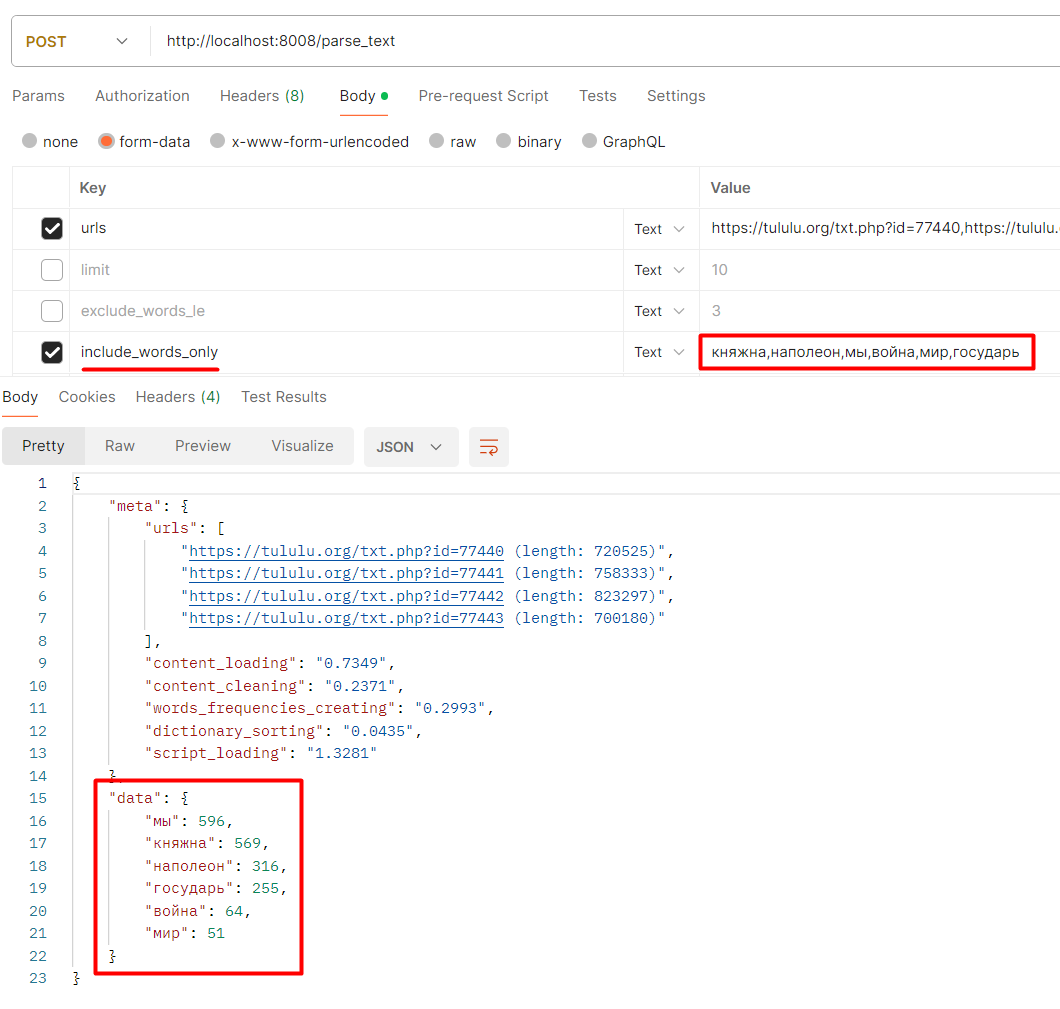 POST http://localhost:8008/parse_text
Params Authorization Headers (8) Body Pre-request Script Tests Settings
none form-data x-www-form-urlencoded raw binary GraphQL
Key Value
urls Text https://tululu.org/txt.php?id=77440,https://tululu.
limit Text 10
exclude_words_le Text 3
include_words_only Text княжна,наполеон,мы,война,мир,государь
Body Cookies Headers (4) Test Results
Pretty Raw Preview Visualize JSON
1 {
2 "meta": {
3 "urls": [
4 "https://tululu.org/txt.php?id=77440 (length: 720525)",
5 "https://tululu.org/txt.php?id=77441 (length: 758333)",
6 "https://tululu.org/txt.php?id=77442 (length: 823297)",
7 "https://tululu.org/txt.php?id=77443 (length: 700180)"
8 ],
9 "content_loading": "0.7349",
10 "content_cleaning": "0.2371",
11 "words_frequencies_creating": "0.2993",
12 "dictionary_sorting": "0.0435",
13 "script_loading": "1.3281"
14 },
15 "data": {
16 "мы": 596,
17 "княжна": 569,
18 "наполеон": 316,
19 "государь": 255,
20 "война": 64,
21 "мир": 51
22 }
23 }